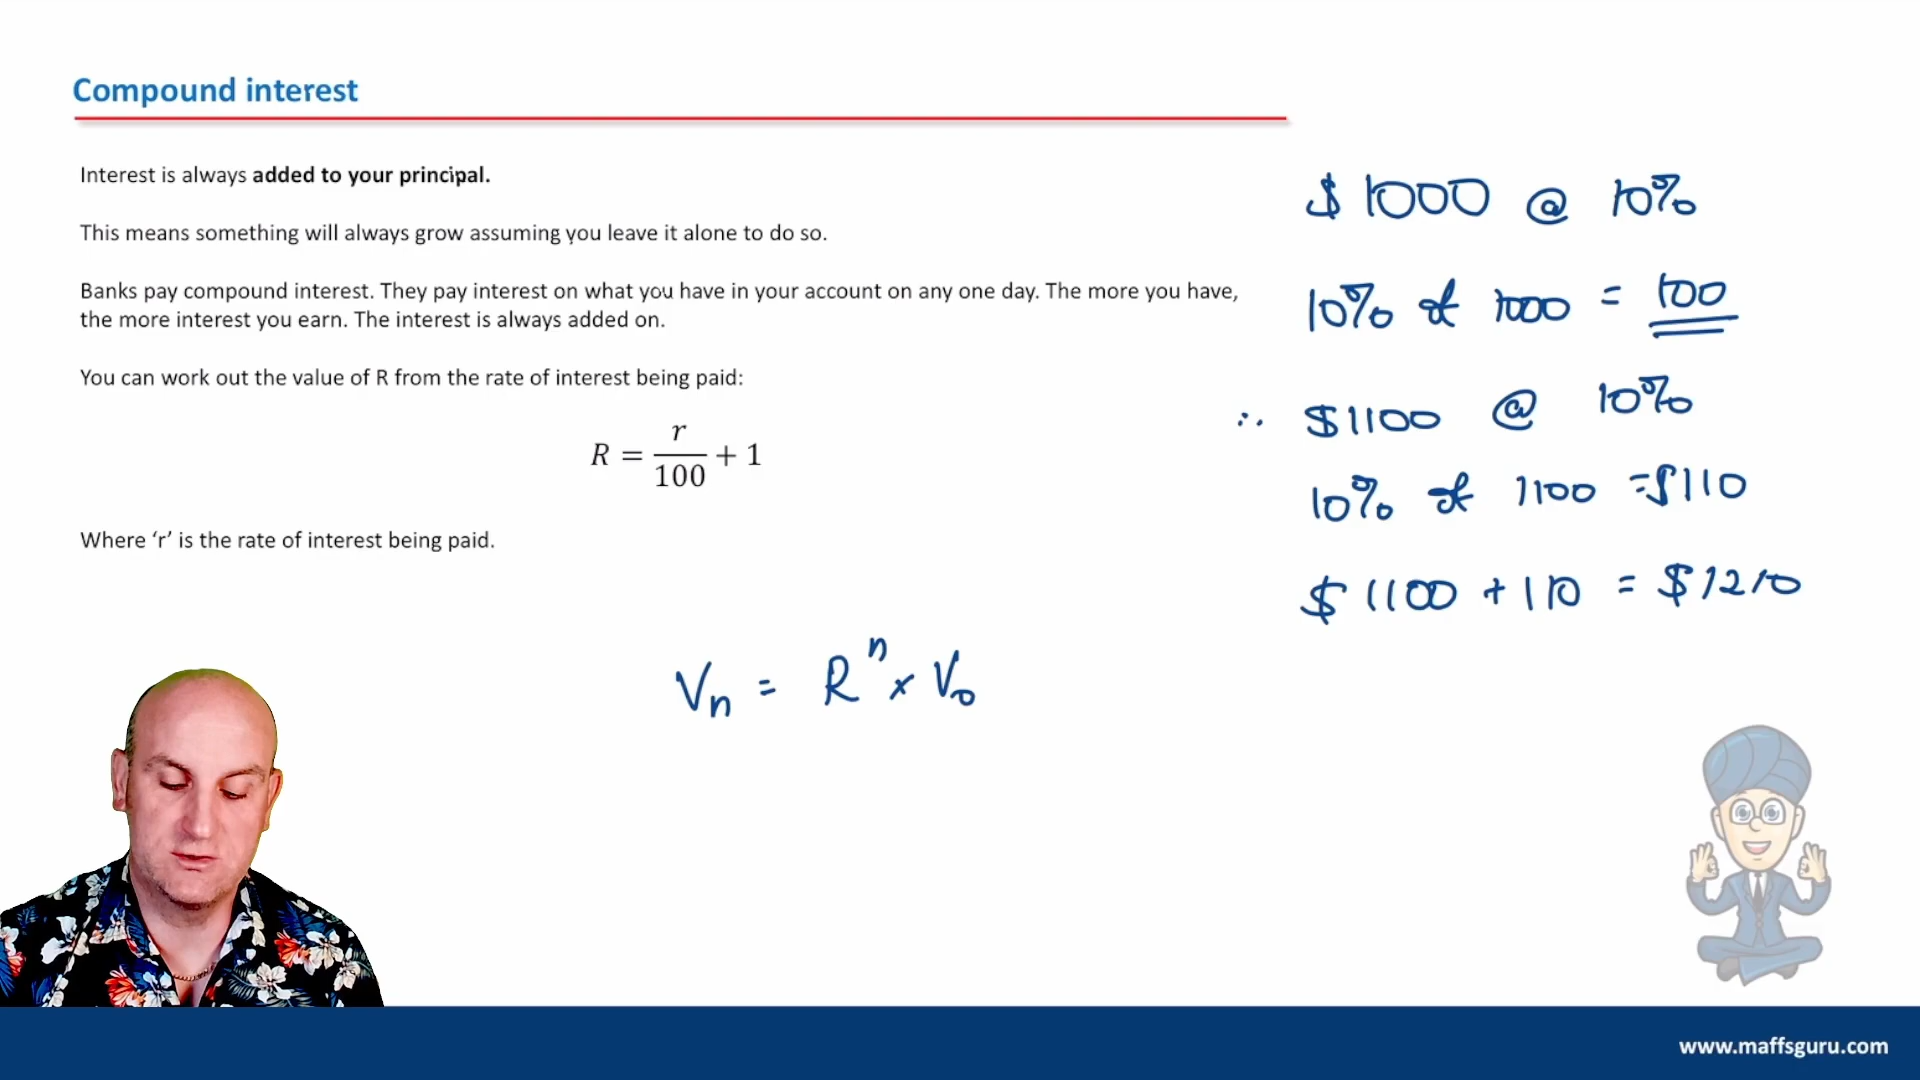 Compound interest
Interest is always added to your principal.
This means something will always grow assuming you leave it alone to do so.
Banks pay compound interest. They pay interest on what you have in your account on any one day. The more you have,
the more interest you earn. The interest is always added on.
You can work out the value of R from the rate of interest being paid:
R = r/100 + 1
Where ‘r’ is the rate of interest being paid.
Vn = R^n × V0
$1000 @ 10%
10% of 1000 = 100
∴ $1100 @ 10%
10% of 1100 = $110
$1100 + 110 = $1210
www.maffsguru.com